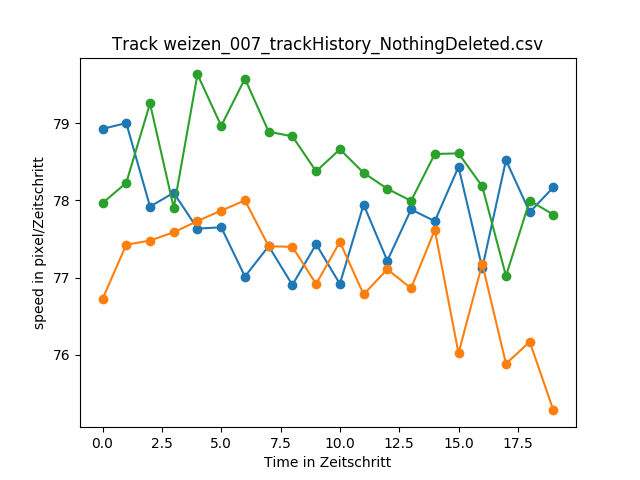 Track weizen_007_trackHistory_NothingDeleted.csv
speed in pixel/Zeitschritt
79
78
77
76
0.0 2.5 5.0 7.5 10.0 12.5 15.0 17.5
Time in Zeitschritt